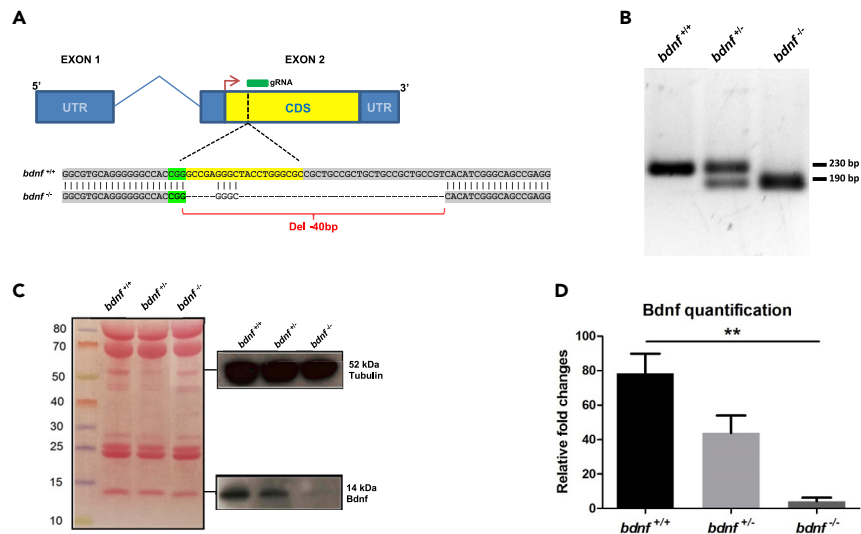 A
EXON 1
EXON 2
5’
3’
gRNA
UTR
CDS
UTR
bdnf +/+
GGCGTGCAGGGGGGCCACCGGGCCGAGGGCTACCTGGGCGCCGCTGCCGCTGCTGCCGCTGCCGTCACATCGGGCAGCCGAGG
bdnf -/-
GGCGTGCAGGGGGGCCACCGG-----GGGC-----------------------------------CACATCGGGCAGCCGAGG
Del -40bp
B
bdnf +/+
bdnf +/-
bdnf -/-
230 bp
190 bp
C
bdnf +/+
bdnf +/-
bdnf -/-
80
70
50
40
30
25
15
10
bdnf +/+
bdnf +/-
bdnf -/-
52 kDa
Tubulin
14 kDa
Bdnf
D
Bdnf quantification
**
Relative fold changes
100
80
60
40
20
0
bdnf +/+
bdnf +/-
bdnf -/-